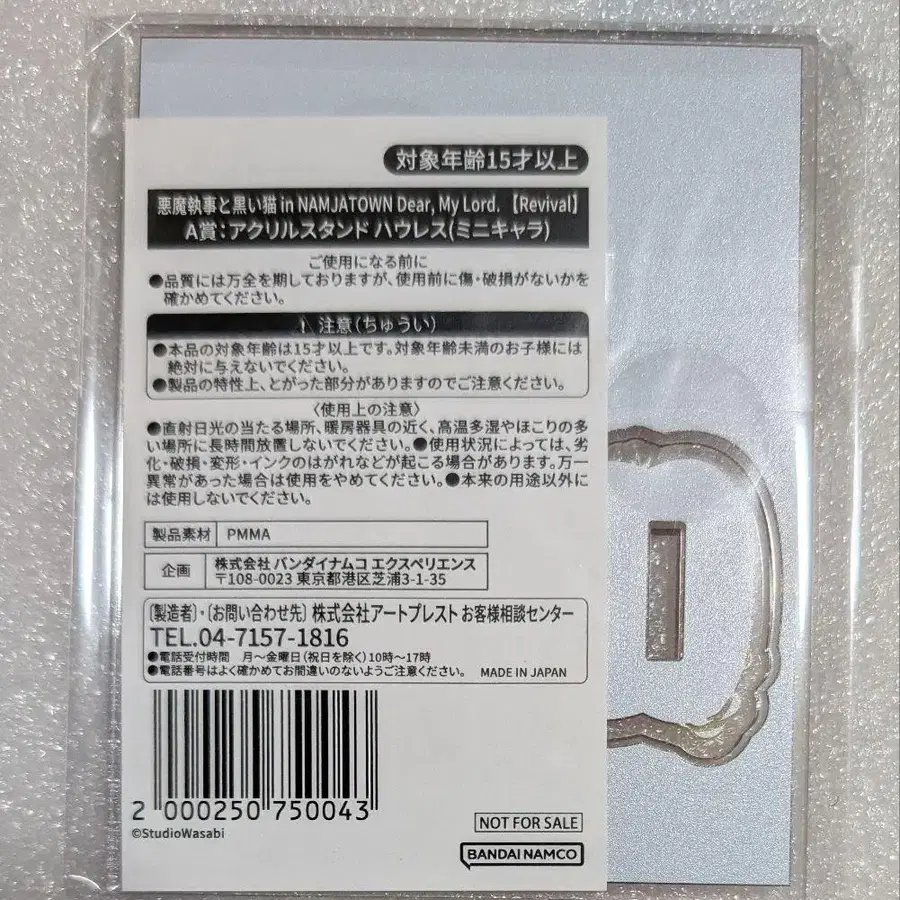 対象年齢15才以上
悪魔執事と黒い猫 in NAMJATOWN Dear, My Lord. 【Revival】
A賞:アクリルスタンド ハウレス(ミニキャラ)
ご使用になる前に
●品質には万全を期しておりますが、使用前に傷・破損がないかを
確かめてください。
注意(ちゅうい)
●本品の対象年齢は15才以上です。対象年齢未満のお子様には
絶対に与えないでください。
●製品の特性上、とがった部分がありますのでご注意ください。
〈使用上の注意〉
●直射日光の当たる場所、暖房器具の近く、高温多湿やほこりの多
い場所に長時間放置しないでください。●使用状況によっては、劣
化・破損・変形・インクのはがれなどが起こる場合があります。万一
異常があった場合は使用をやめてください。●本来の用途以外に
は使用しないでください。
製品素材 PMMA
企画 株式会社 バンダイナムコ エクスペリエンス
〒108-0023 東京都港区芝浦3-1-35
〔製造者〕・〔お問い合わせ先〕株式会社アートプレスト お客様相談センター
TEL.04-7157-1816
●電話受付時間 月~金曜日(祝日を除く)10時~17時
●電話番号はよく確かめてお間違いのないようご注意ください。 MADE IN JAPAN
2 000250 750043
©StudioWasabi
NOT FOR SALE
BANDAI NAMCO